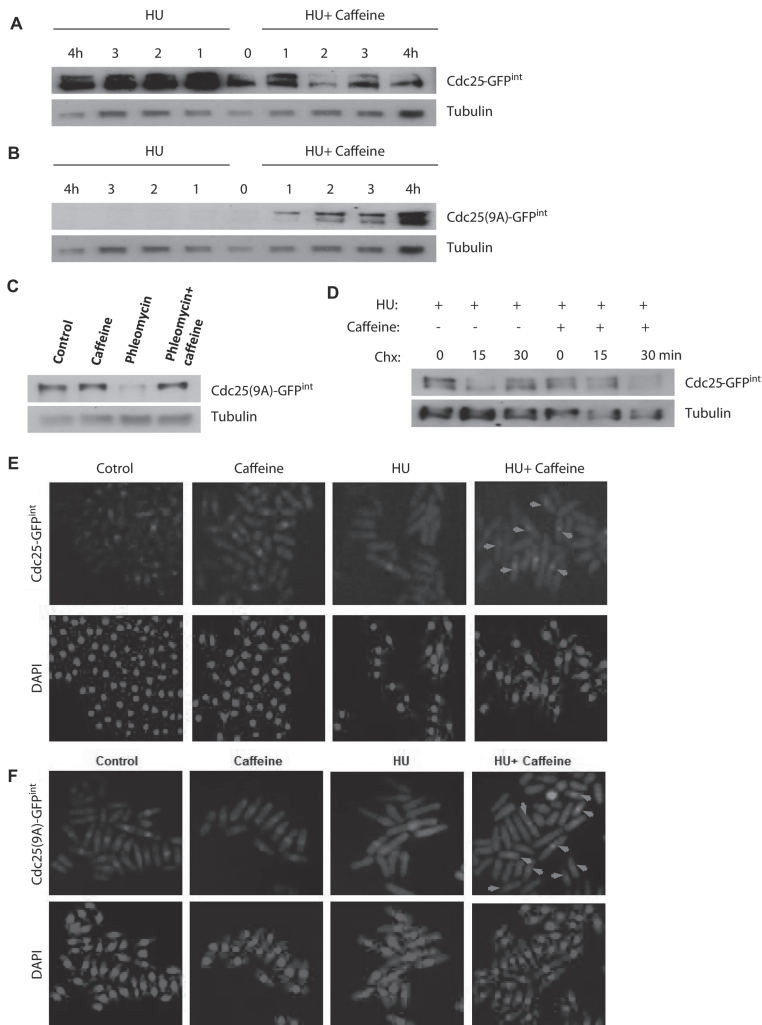 A
HU HU+ Caffeine
4h 3 2 1 0 1 2 3 4h
Cdc25-GFPint
Tubulin
B
HU HU+ Caffeine
4h 3 2 1 0 1 2 3 4h
Cdc25(9A)-GFPint
Tubulin
C
Control Caffeine Phleomycin Phleomycin+ caffeine
Cdc25(9A)-GFPint
Tubulin
D
HU: + + + + + +
Caffeine: - - - + + +
Chx: 0 15 30 0 15 30 min
Cdc25-GFPint
Tubulin
E
Cotrol Caffeine HU HU+ Caffeine
Cdc25-GFPint
DAPI
Control Caffeine HU HU+ Caffeine
F
Cdc25(9A)-GFPint
DAPI